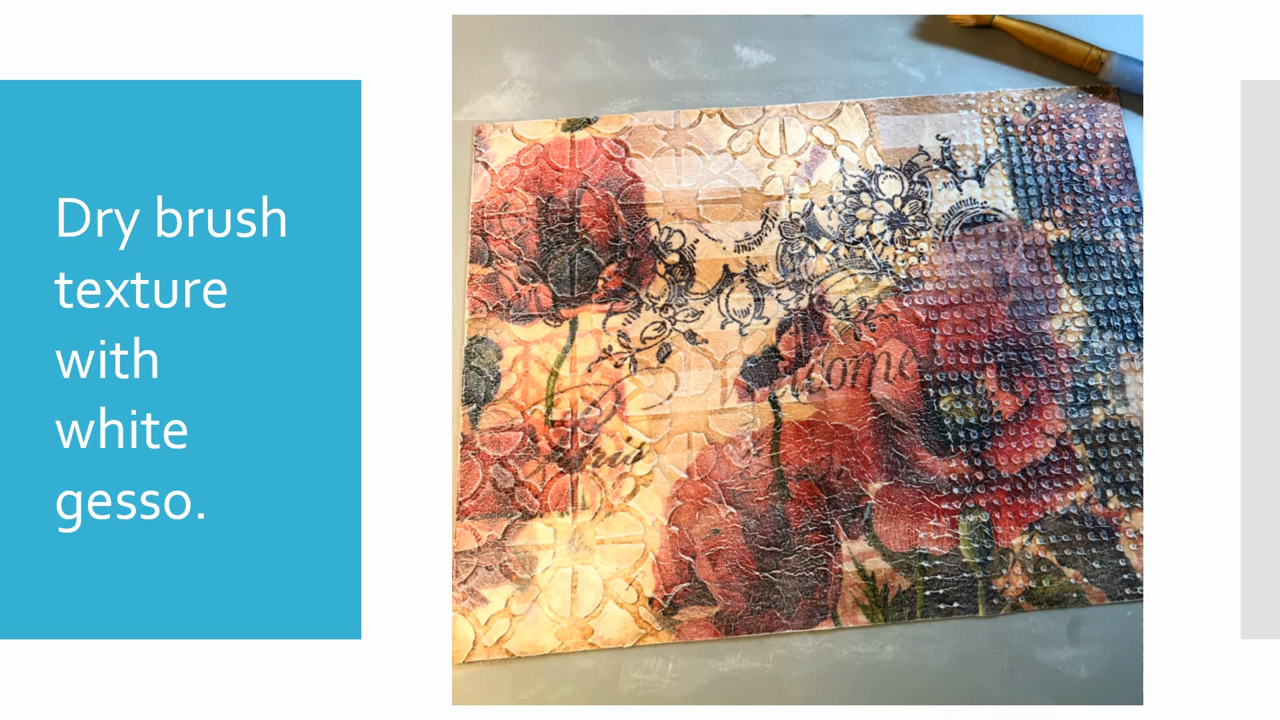 Dry brush
texture
with
white
gesso.